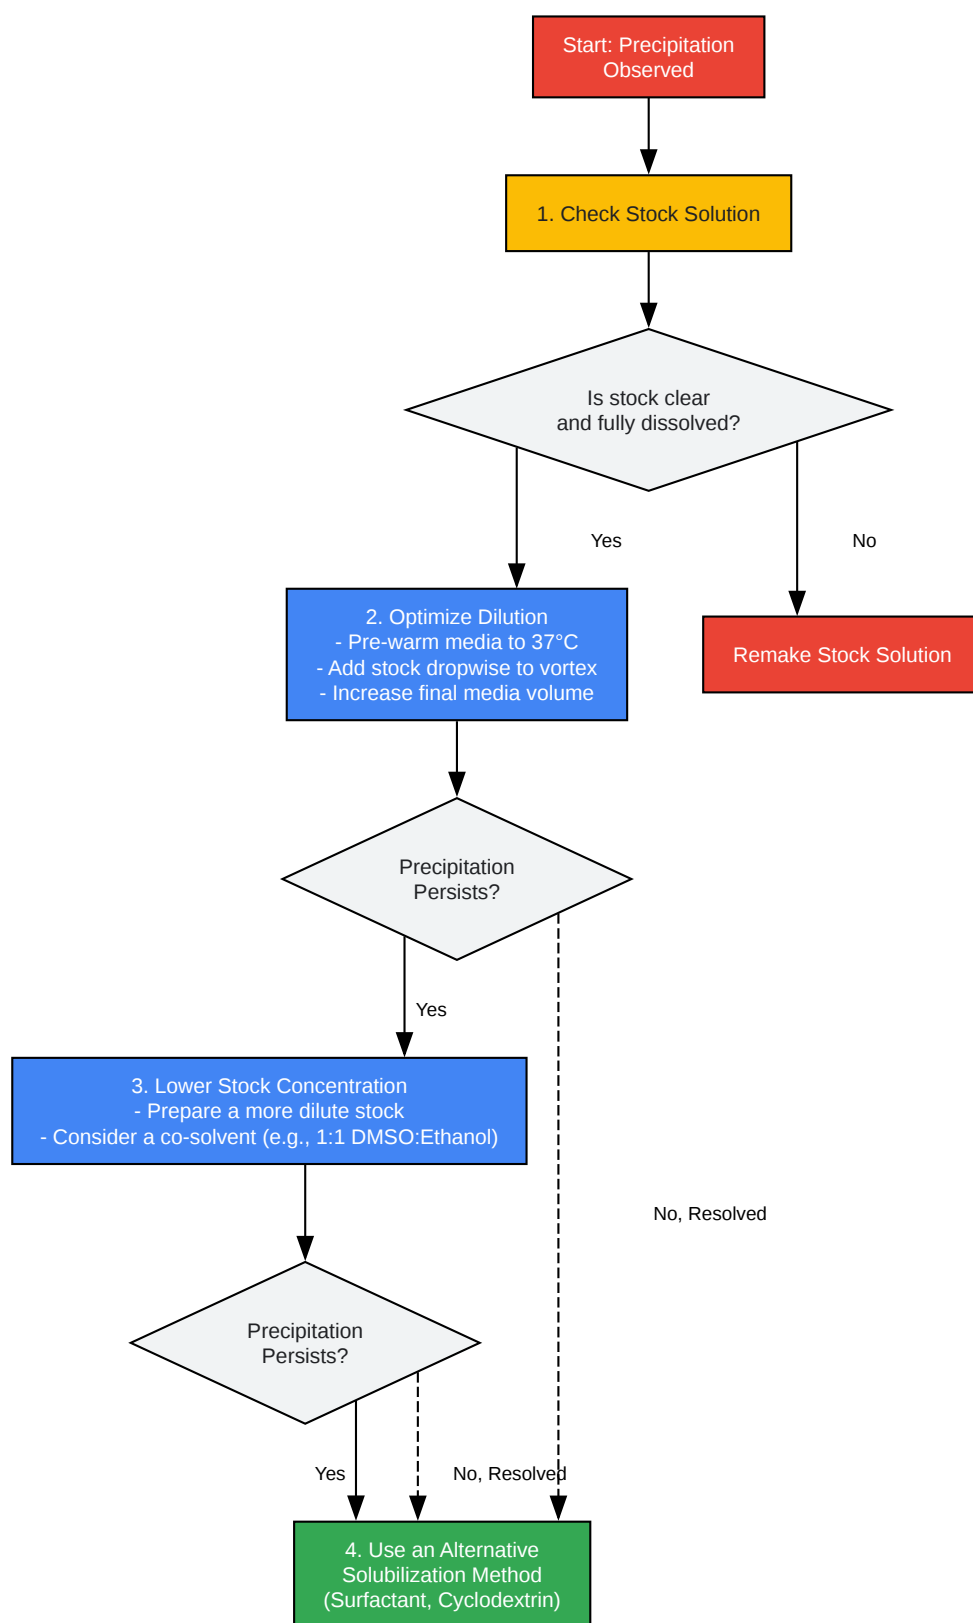 Start: Precipitation
Observed
1. Check Stock Solution
Is stock clear
and fully dissolved?
Yes
No
2. Optimize Dilution
- Pre-warm media to 37°C
- Add stock dropwise to vortex
- Increase final media volume
Remake Stock Solution
Precipitation
Persists?
Yes
3. Lower Stock Concentration
- Prepare a more dilute stock
- Consider a co-solvent (e.g., 1:1 DMSO:Ethanol)
No, Resolved
Precipitation
Persists?
Yes
No, Resolved
4. Use an Alternative
Solubilization Method
(Surfactant, Cyclodextrin)